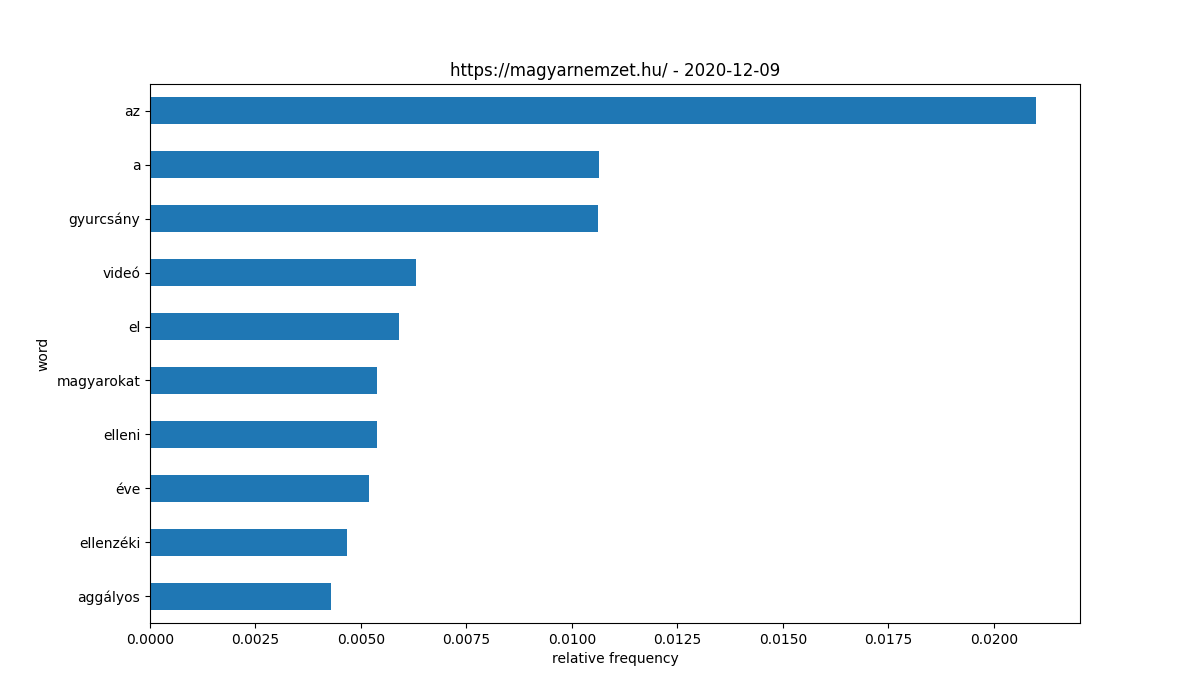 https://magyarnemzet.hu/ - 2020-12-09
az
a
gyurcsány
videó
el
magyarokat
elleni
éve
ellenzéki
aggályos
word
0.0000 0.0025 0.0050 0.0075 0.0100 0.0125 0.0150 0.0175 0.0200
relative frequency